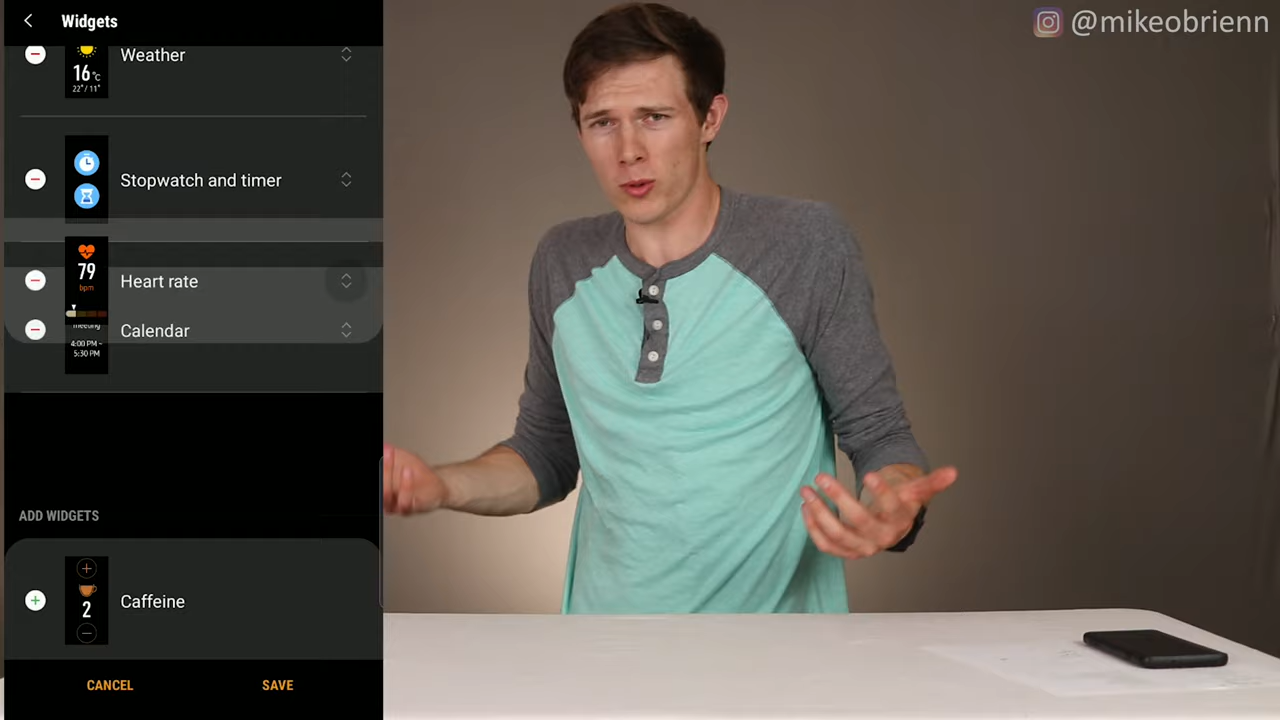 Widgets
@mikeobrienn
Weather
16°C
22°/11°
Stopwatch and timer
79
bpm
Heart rate
Calendar
meeting
4:00 PM ~
5:30 PM
ADD WIDGETS
2
Caffeine
CANCEL
SAVE